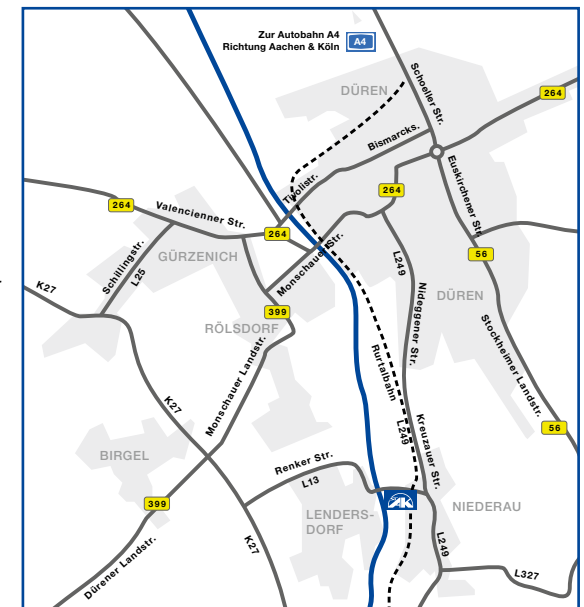 Zur Autobahn A4
Richtung Aachen & Köln
A4
DÜREN
Schoeller Str.
264
Bismarcks.
Tivolistr.
264
Euskirchener Str.
264
Valencienner Str.
264
Schillingstr.
L25
GÜRZENICH
Monschauer Str.
L249
56
K27
399
RÖLSDORF
Nideggener Str.
DÜREN
Stockheimer Landstr.
Rurtalbahn
Monschauer Landstr.
K27
L249
Kreuzauer Str.
56
BIRGEL
Renker Str.
L13
399
LENDERS-
DORF
AK
NIEDERAU
K27
L249
Dürener Landstr.
L327